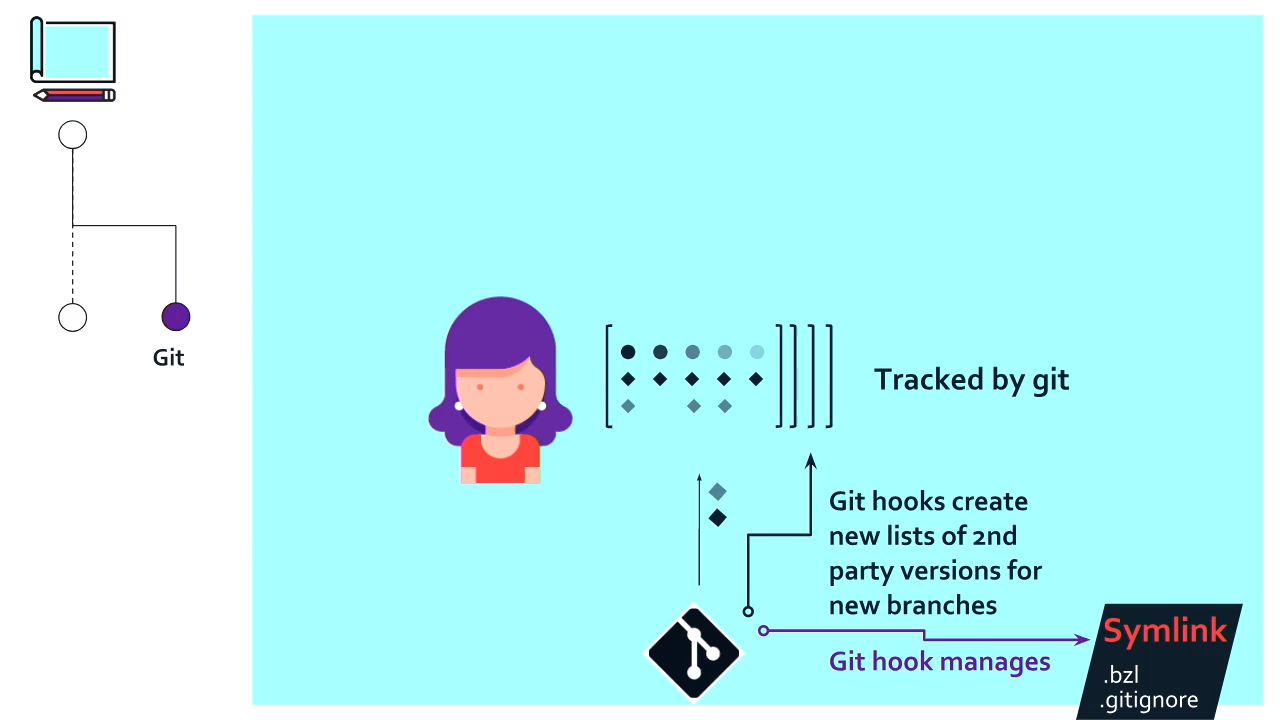 Git
Tracked by git
Git hooks create
new lists of 2nd
party versions for
new branches
Git hook manages
Symlink
.bzl
.gitignore